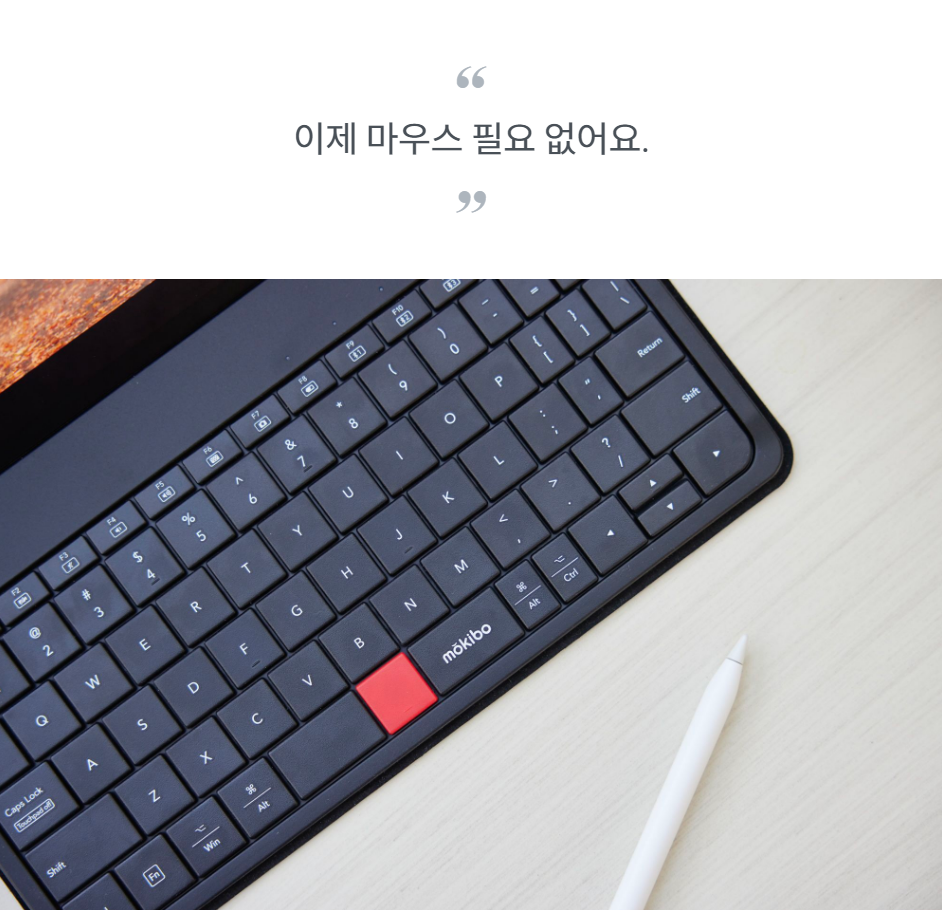 “
이제 마우스 필요 없어요.
”
F2 F3 F4 F5 F6 F7 F8 F9 F10
@ 2 # 3 $ 4 % 5 ^ 6 & 7 * 8 ( 9 ) 0 - =
Q W E R T Y U I O P { [ } ] \
Caps Lock Touchpad off A S D F G H J K L : ; " ' Return
Shift Z X C V B N M < , > . ? / Shift
Fn ⌥ Win ⌘ Alt mokibo ⌘ Alt ⌥ Ctrl